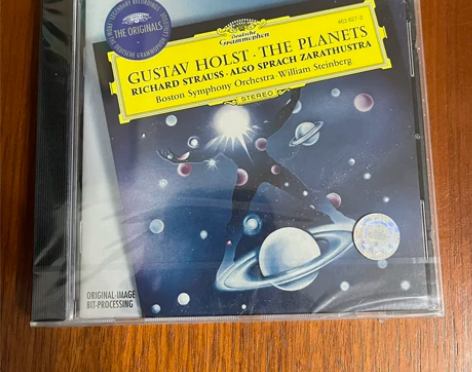 THE ORIGINALS
Deutsche
Grammophon
GUSTAV HOLST · THE PLANETS
RICHARD STRAUSS · ALSO SPRACH ZARATHUSTRA
Boston Symphony Orchestra · William Steinberg
STEREO
ORIGINAL-IMAGE
BIT-PROCESSING